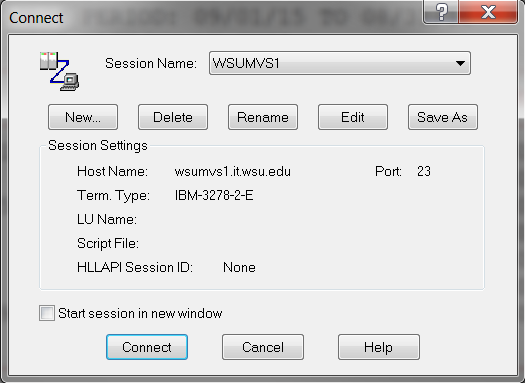 Connect
Session Name: WSUMVS1
New... Delete Rename Edit Save As
Session Settings
Host Name: wsumvs1.it.wsu.edu Port: 23
Term. Type: IBM-3278-2-E
LU Name:
Script File:
HLLAPI Session ID: None
Start session in new window
Connect Cancel Help